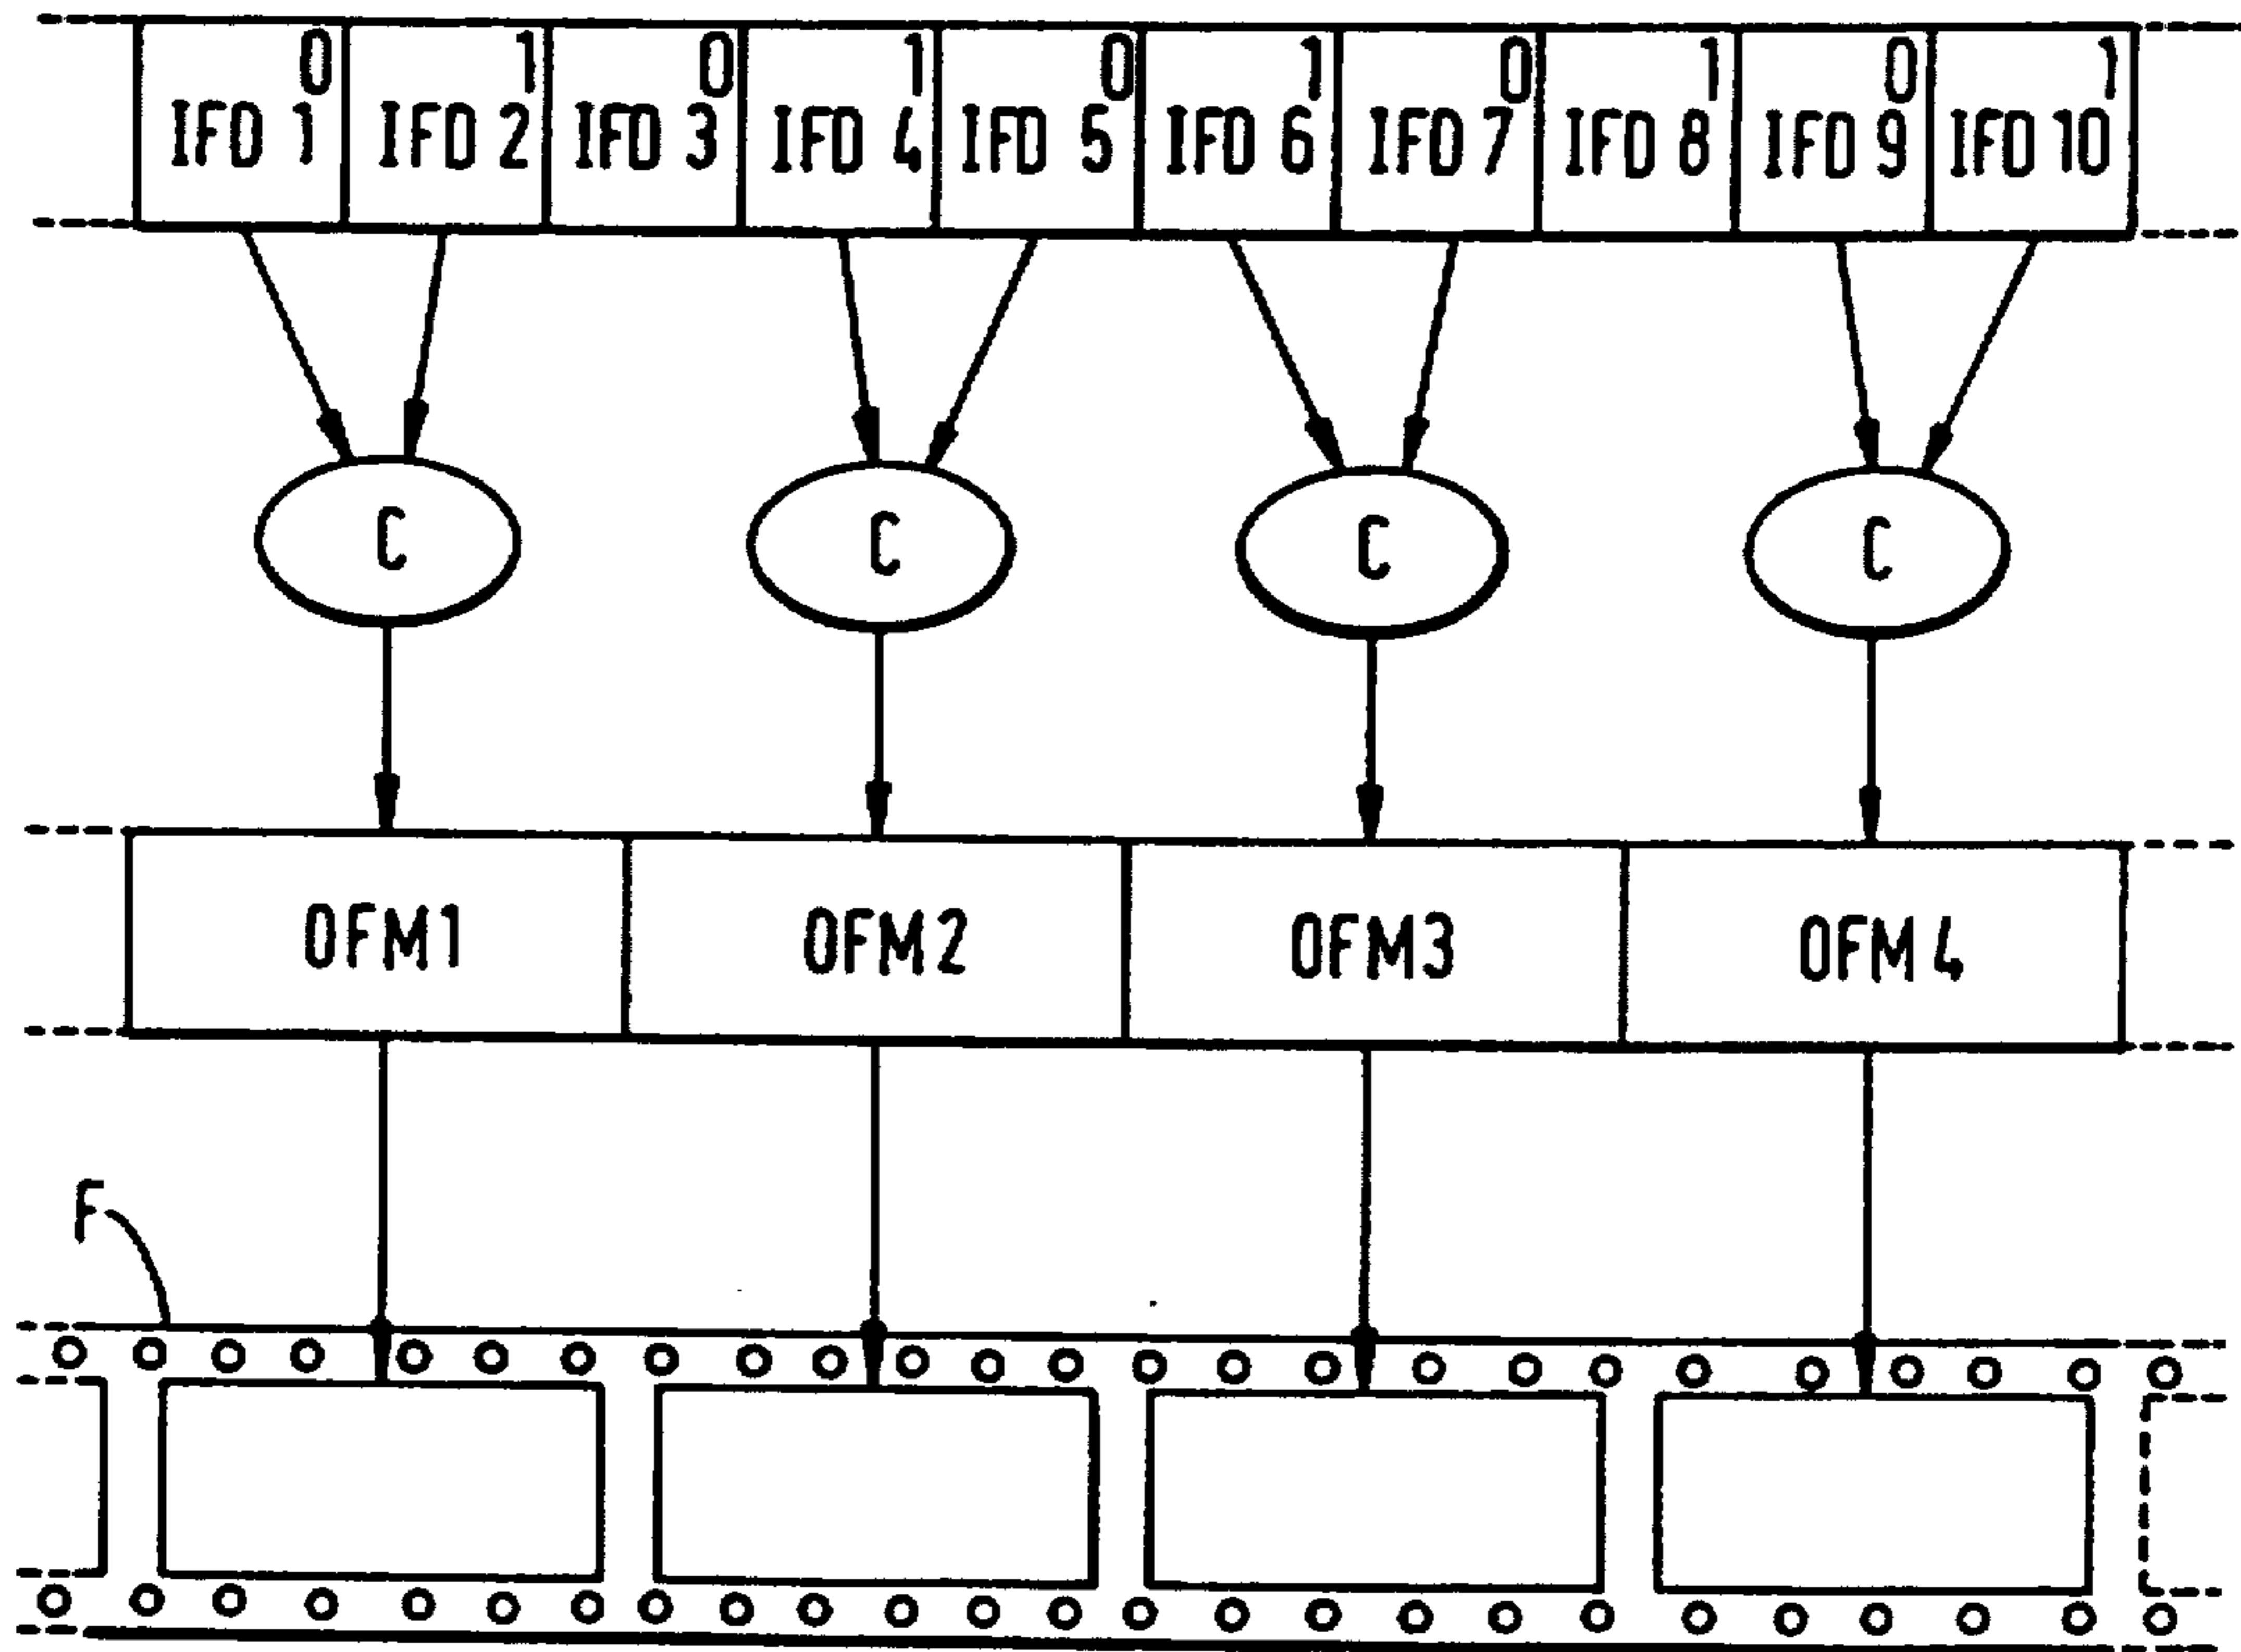 0 1 0 1 0 1 0 1 0 1
IFD 1 IFD 2 IFD 3 IFD 4 IFD 5 IFD 6 IFD 7 IFD 8 IFD 9 IFD 10
C C C C
OFM1 OFM2 OFM3 OFM4
F